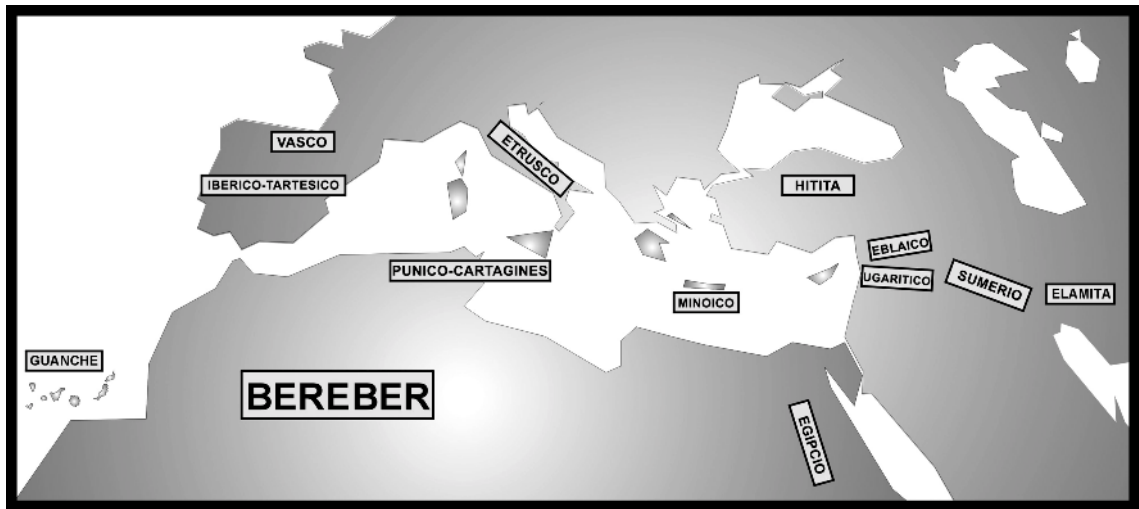 VASCO
ETRUSCO
IBERICO-TARTESICO
HITITA
EBLAICO
PUNICO-CARTAGINES
UGARITICO
SUMERIO
ELAMITA
MINOICO
GUANCHE
BEREBER
EGIPCIO